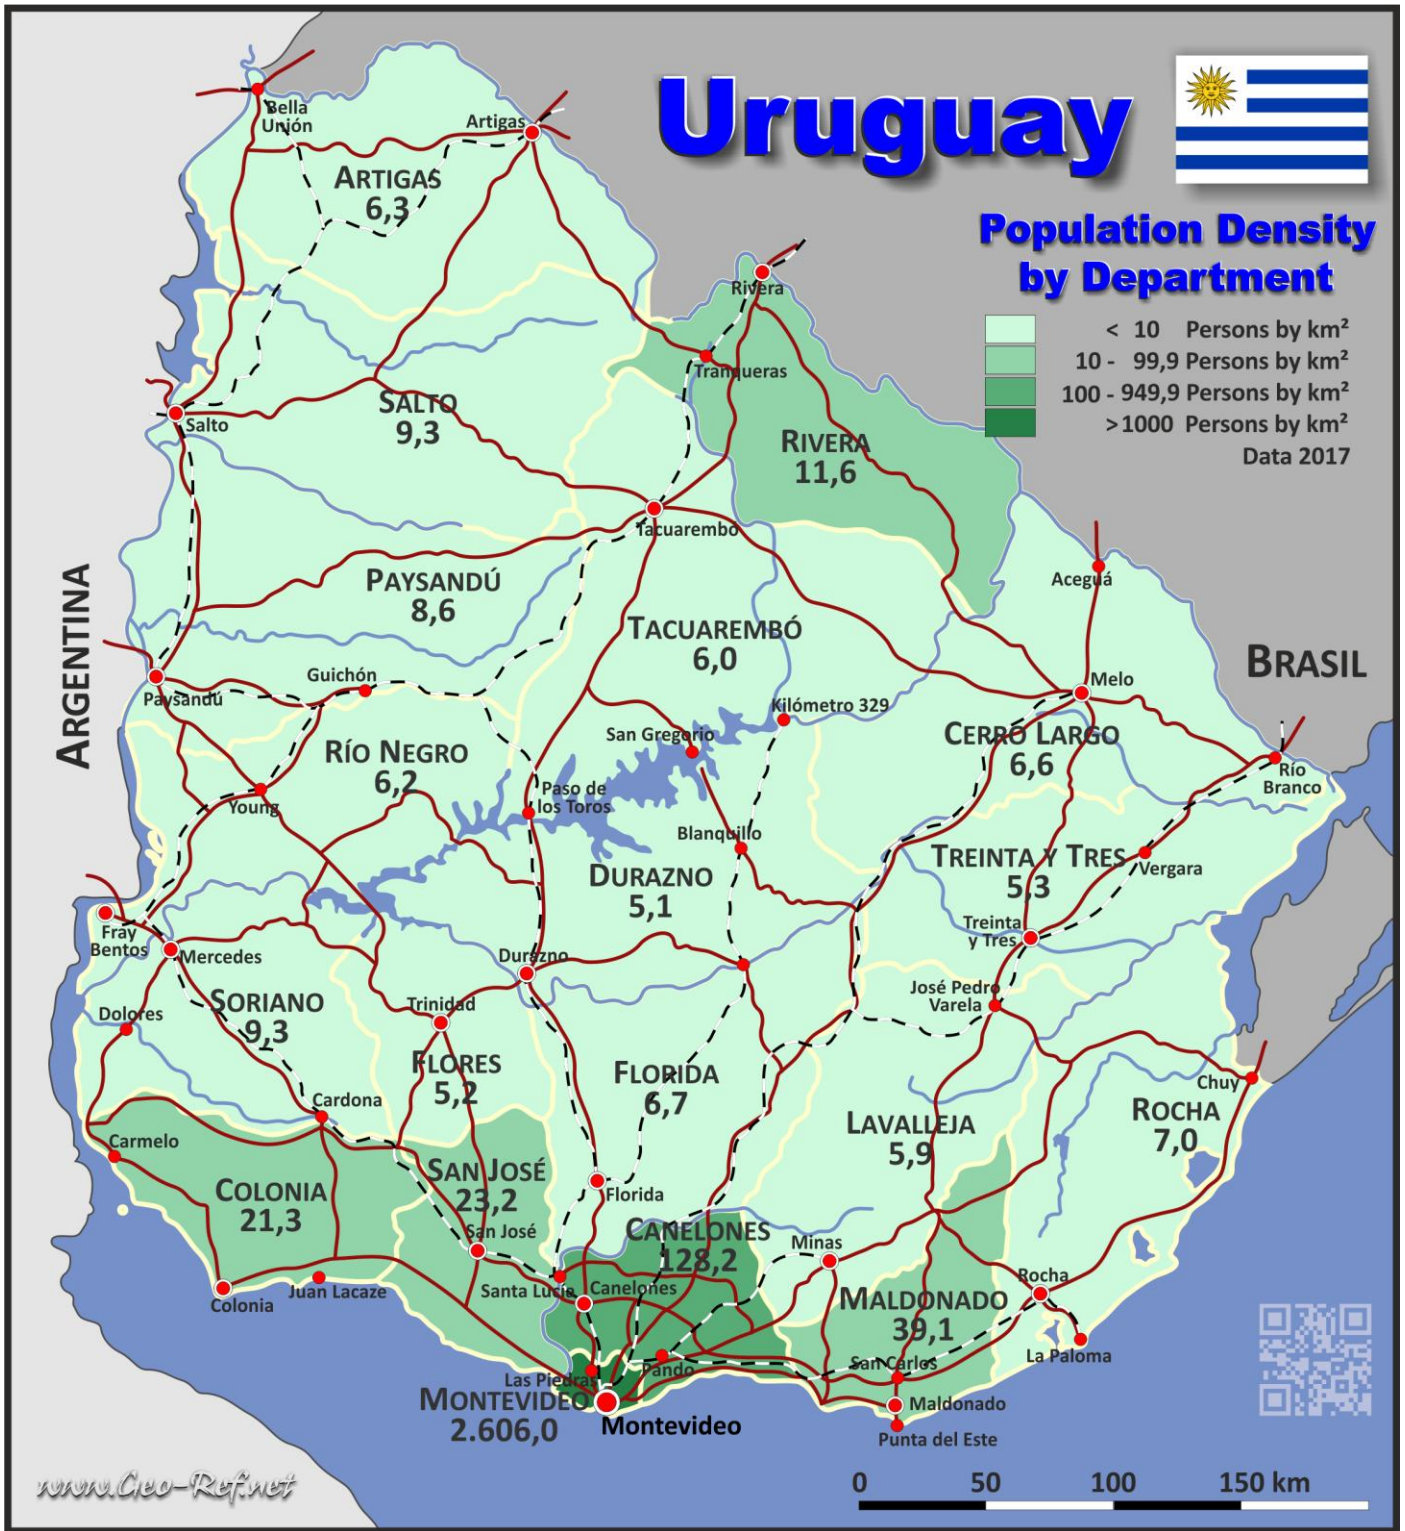 Uruguay
Population Density
by Department
< 10 Persons by km²
10 - 99,9 Persons by km²
100 - 949,9 Persons by km²
>1000 Persons by km²
Data 2017
Bella
Unión
Artigas
ARTIGAS
6,3
Rivera
Tranqueras
SALTO
9,3
Salto
RIVERA
11,6
Tacuarembó
Aceguá
ARGENTINA
PAYSANDÚ
8,6
TACUAREMBÓ
6,0
BRASIL
Guichón
Paysandú
Melo
Kilómetro 329
San Gregorio
CERRO LARGO
6,6
RÍO NEGRO
6,2
Río
Branco
Young
Paso de
los Toros
Blanquillo
TREINTA Y TRES
5,3
Vergara
DURAZNO
5,1
Treinta
y Tres
Fray
Bentos
Mercedes
Durazno
José Pedro
Varela
SORIANO
9,3
Trinidad
Dolores
FLORES
5,2
FLORIDA
6,7
Chuy
Cardona
ROCHA
7,0
LAVALLEJA
5,9
Carmelo
SAN JOSÉ
23,2
COLONIA
21,3
Florida
San José
CANELONES
128,2
Minas
Santa Lucía
Canelones
Rocha
Juan Lacaze
Colonia
MALDONADO
39,1
La Paloma
San Carlos
Pando
Las Piedras
MONTEVIDEO
2.606,0
Montevideo
Maldonado
Punta del Este
www.Geo-Ref.net
0 50 100 150 km